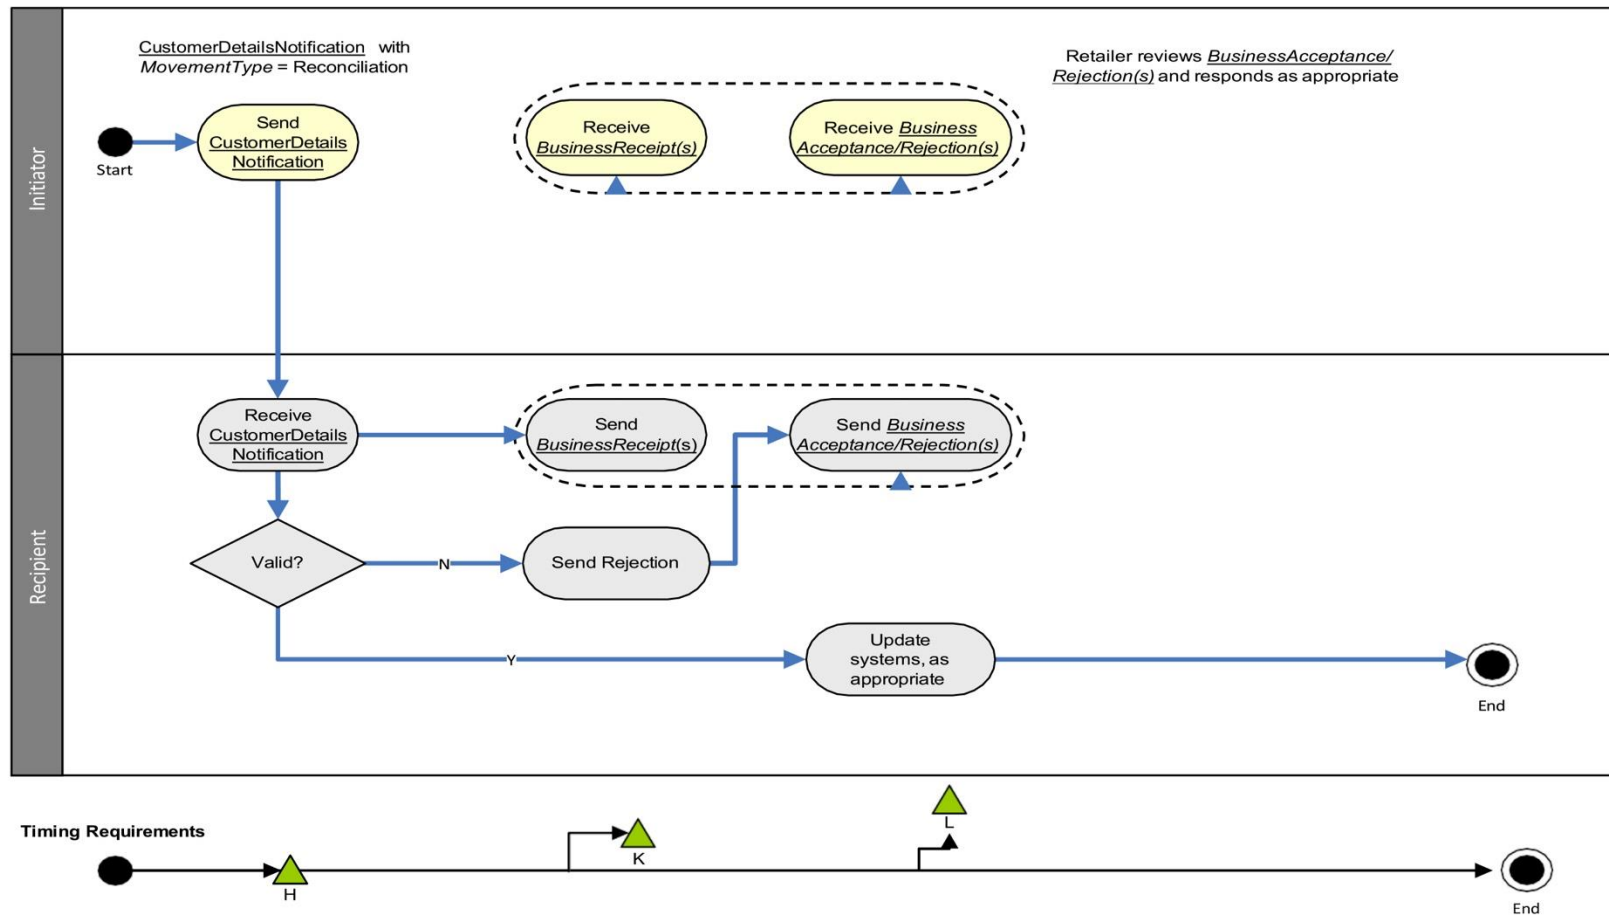 CustomerDetailsNotification with
MovementType = Reconciliation
Retailer reviews BusinessAcceptance/
Rejection(s) and responds as appropriate
Initiator
Start
Send
CustomerDetails
Notification
Receive
BusinessReceipt(s)
Receive Business
Acceptance/Rejection(s)
Recipient
Receive
CustomerDetails
Notification
Send
BusinessReceipt(s)
Send Business
Acceptance/Rejection(s)
Valid?
N
Send Rejection
Y
Update
systems, as
appropriate
End
Timing Requirements
H
K
L
End